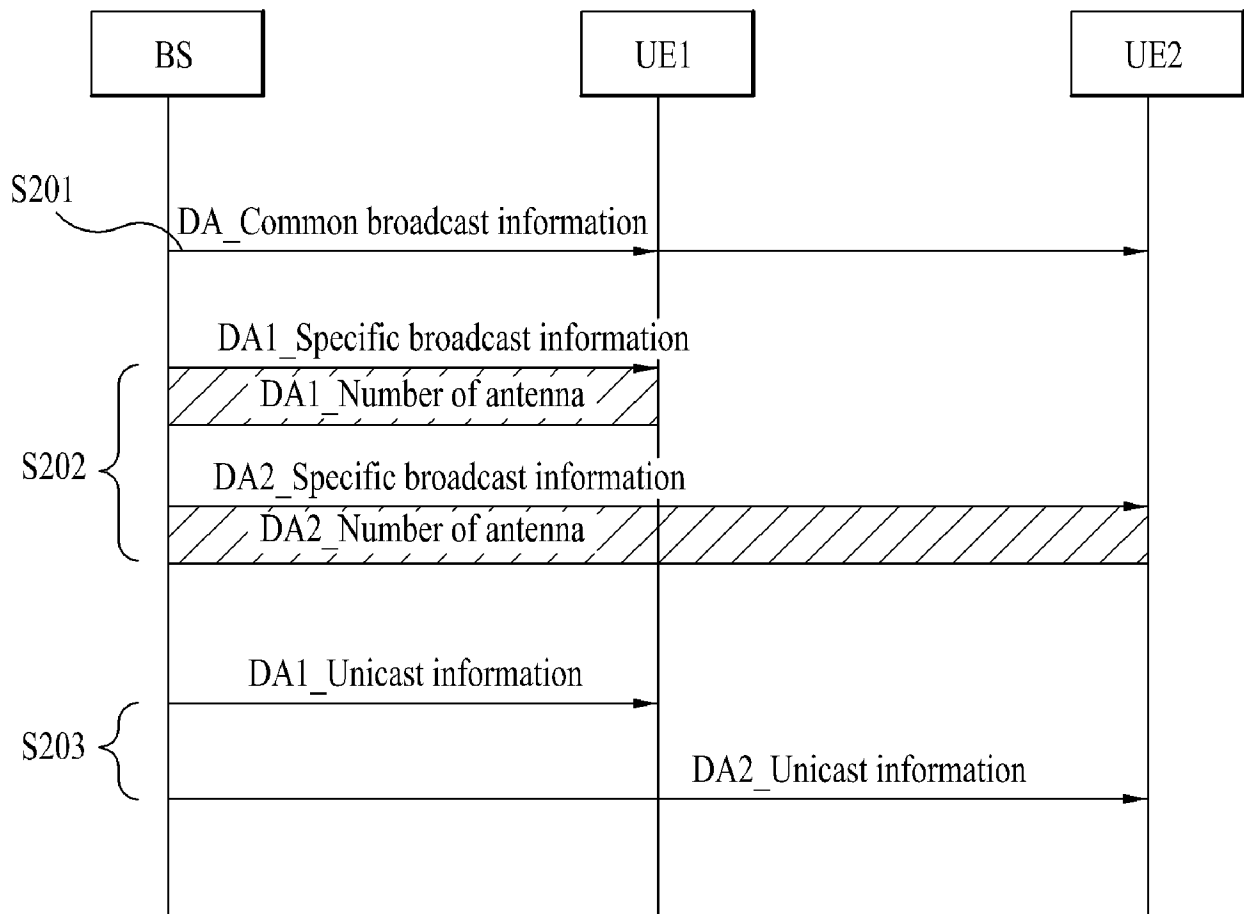 BS
UE1
UE2
S201
DA_Common broadcast information
DA1_Specific broadcast information
DA1_Number of antenna
S202
DA2_Specific broadcast information
DA2_Number of antenna
DA1_Unicast information
S203
DA2_Unicast information